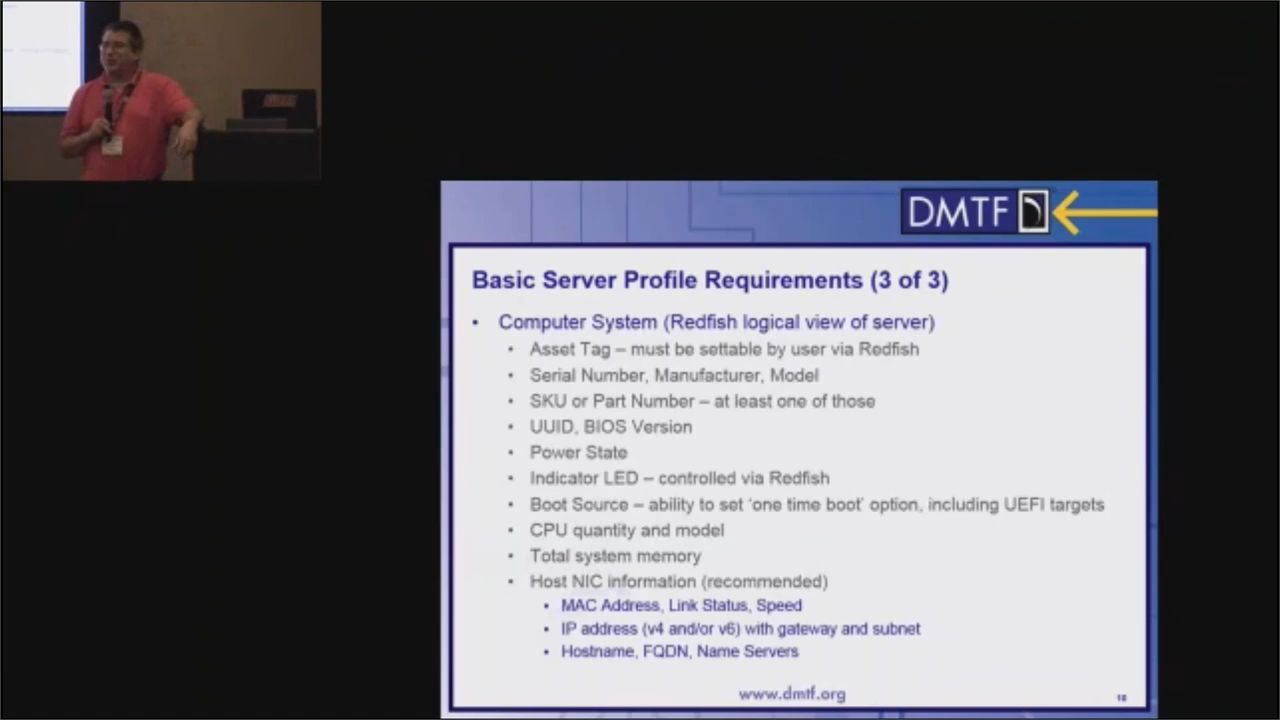 DMTF
Basic Server Profile Requirements (3 of 3)
• Computer System (Redfish logical view of server)
• Asset Tag – must be settable by user via Redfish
• Serial Number, Manufacturer, Model
• SKU or Part Number – at least one of those
• UUID, BIOS Version
• Power State
• Indicator LED – controlled via Redfish
• Boot Source – ability to set 'one time boot' option, including UEFI targets
• CPU quantity and model
• Total system memory
• Host NIC information (recommended)
• MAC Address, Link Status, Speed
• IP address (v4 and/or v6) with gateway and subnet
• Hostname, FQDN, Name Servers
www.dmtf.org